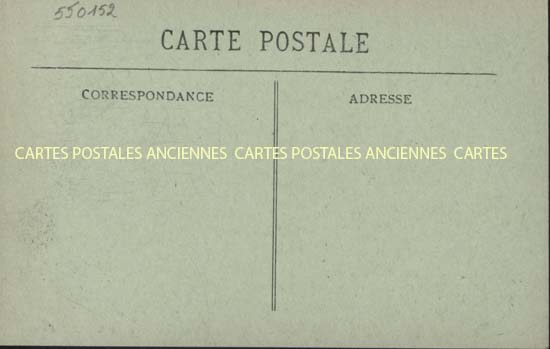 550152
CARTE POSTALE
CORRESPONDANCE
ADRESSE
CARTES POSTALES ANCIENNES CARTES POSTALES ANCIENNES CARTES